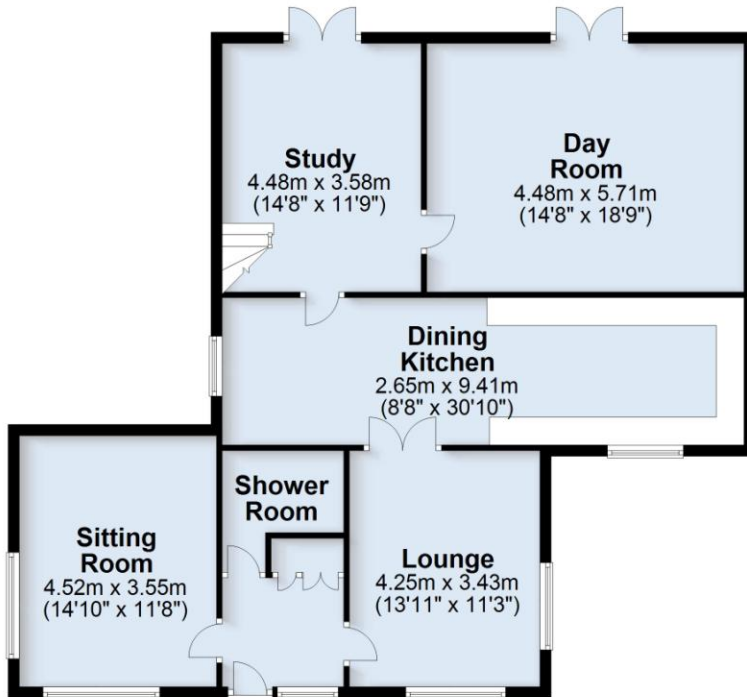 Study
4.48m x 3.58m
(14'8" x 11'9")
Day
Room
4.48m x 5.71m
(14'8" x 18'9")
Dining
Kitchen
2.65m x 9.41m
(8'8" x 30'10")
Shower
Room
Sitting
Room
4.52m x 3.55m
(14'10" x 11'8")
Lounge
4.25m x 3.43m
(13'11" x 11'3")